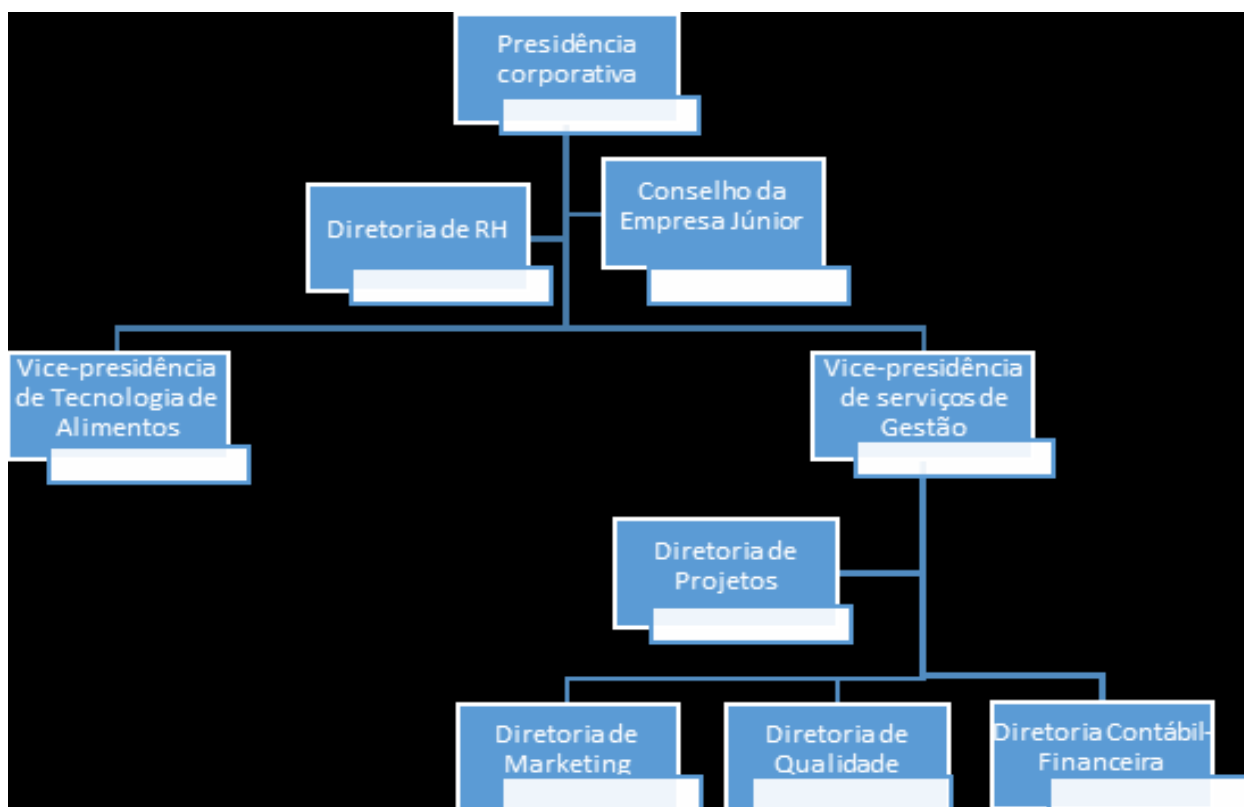 Presidência
corporativa
Conselho da
Empresa Júnior
Diretoria de RH
Vice-presidência
de Tecnologia de
Alimentos
Vice-presidência
de serviços de
Gestão
Diretoria de
Projetos
Diretoria de
Marketing
Diretoria de
Qualidade
Diretoria Contábil-
Financeira